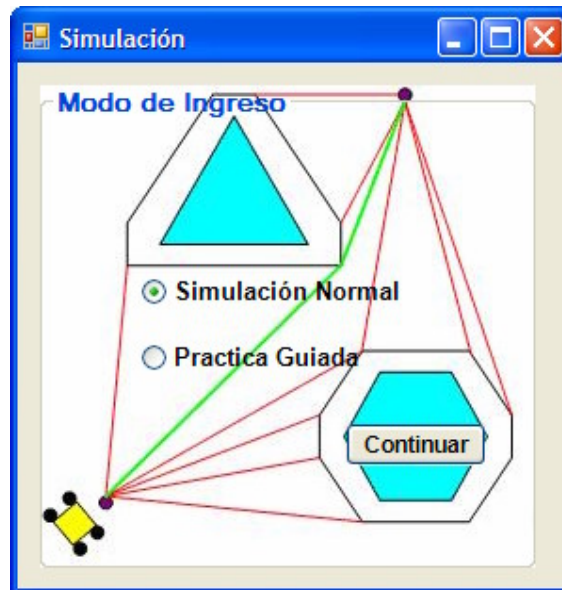 Simulación
Modo de Ingreso
Simulación Normal
Practica Guiada
Continuar